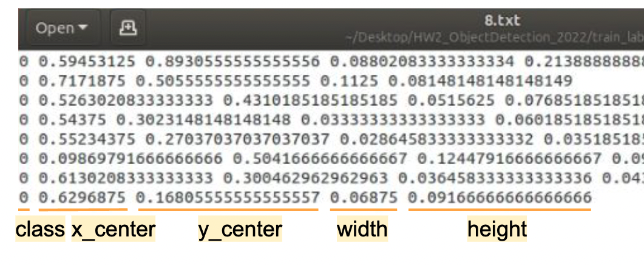 Open 8.txt
~/Desktop/HW2_ObjectDetection_2022/train_lab
0 0.59453125 0.8930555555555556 0.08802083333333334 0.21388888888
0 0.7171875 0.5055555555555555 0.1125 0.08148148148148149
0 0.5263020833333333 0.4310185185185185 0.0515625 0.0768518518518
0 0.54375 0.3023148148148148 0.03333333333333333 0.0601851851851
0 0.55234375 0.27037037037037037 0.028645833333333332 0.035185185
0 0.09869791666666666 0.5041666666666667 0.12447916666666667 0.05
0 0.6130208333333333 0.300462962962963 0.036458333333333336 0.04
0 0.6296875 0.16805555555555557 0.06875 0.09166666666666666
class x_center y_center width height